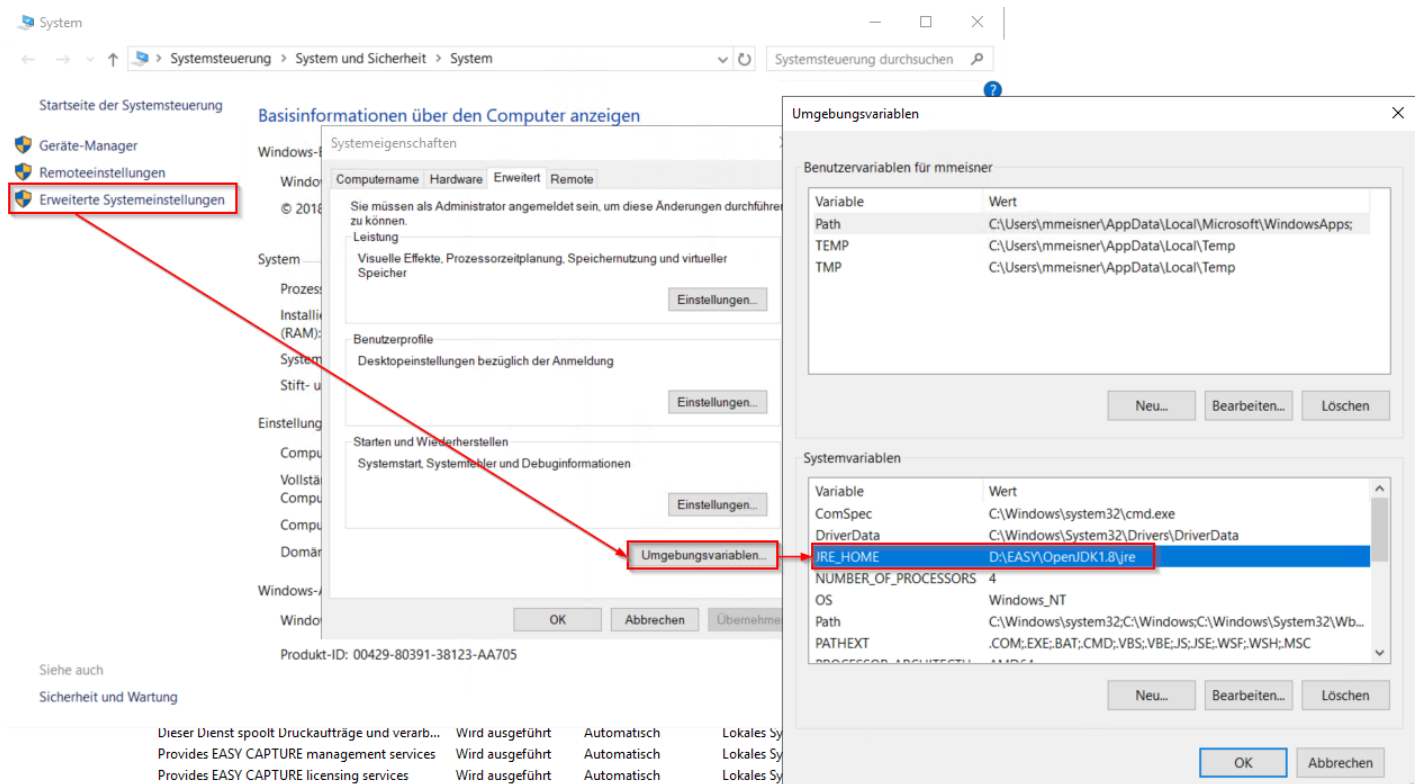 System
Systemsteuerung > System und Sicherheit > System
Systemsteuerung durchsuchen
?
Startseite der Systemsteuerung
Geräte-Manager
Remoteeinstellungen
Erweiterte Systemeinstellungen
Siehe auch
Sicherheit und Wartung
Basisinformationen über den Computer anzeigen
© 2018
System
(RAM):
System
Produkt-ID: 00429-80391-38123-AA705
Systemeigenschaften
Computername Hardware Erweitert Remote
Sie müssen als Administrator angemeldet sein, um diese Änderungen
zu können.
Leistung
Visuelle Effekte, Prozessorzeitplanung, Speichernutzung und virtueller
Speicher
Einstellungen...
Benutzerprofile
Desktopeinstellungen bezüglich der Anmeldung
Einstellungen...
Starten und Wiederherstellen
Systemstart, Systemfehler und Debuginformationen
Einstellungen...
Umgebungsvariablen...
OK Abbrechen
Umgebungsvariablen
Benutzervariablen für mmeisner
Variable Wert
Path C:\Users\mmeisner\AppData\Local\Microsoft\WindowsApps;
TEMP C:\Users\mmeisner\AppData\Local\Temp
TMP C:\Users\mmeisner\AppData\Local\Temp
Neu... Bearbeiten... Löschen
Systemvariablen
Variable Wert
ComSpec C:\Windows\system32\cmd.exe
DriverData C:\Windows\System32\Drivers\DriverData
JRE_HOME D:\EASY\OpenJDK1.8\jre
NUMBER_OF_PROCESSORS 4
OS Windows_NT
Path C:\Windows\system32;C:\Windows;C:\Windows\System32\Wb...
PATHEXT .COM;.EXE;.BAT;.CMD;.VBS;.VBE;.JS;.JSE;.WSF;.WSH;.MSC
Neu... Bearbeiten... Löschen
OK Abbrechen
Dieser Dienst spoolt Druckaufträge und verarb... Wird ausgeführt Automatisch Lokales Sy
Provides EASY CAPTURE management services Wird ausgeführt Automatisch Lokales Sy
Provides EASY CAPTURE licensing services Wird ausgeführt Automatisch Lokales Sy